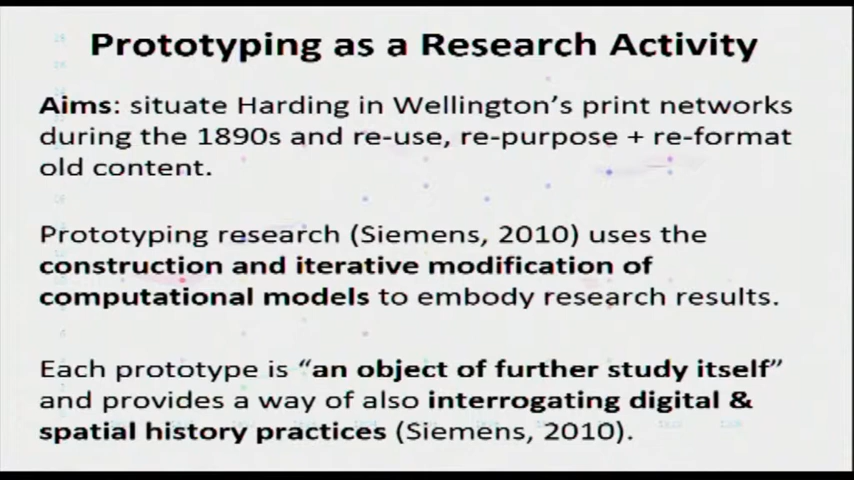 Prototyping as a Research Activity
Aims: situate Harding in Wellington's print networks
during the 1890s and re-use, re-purpose + re-format
old content.
Prototyping research (Siemens, 2010) uses the
construction and iterative modification of
computational models to embody research results.
Each prototype is “an object of further study itself”
and provides a way of also interrogating digital &
spatial history practices (Siemens, 2010).